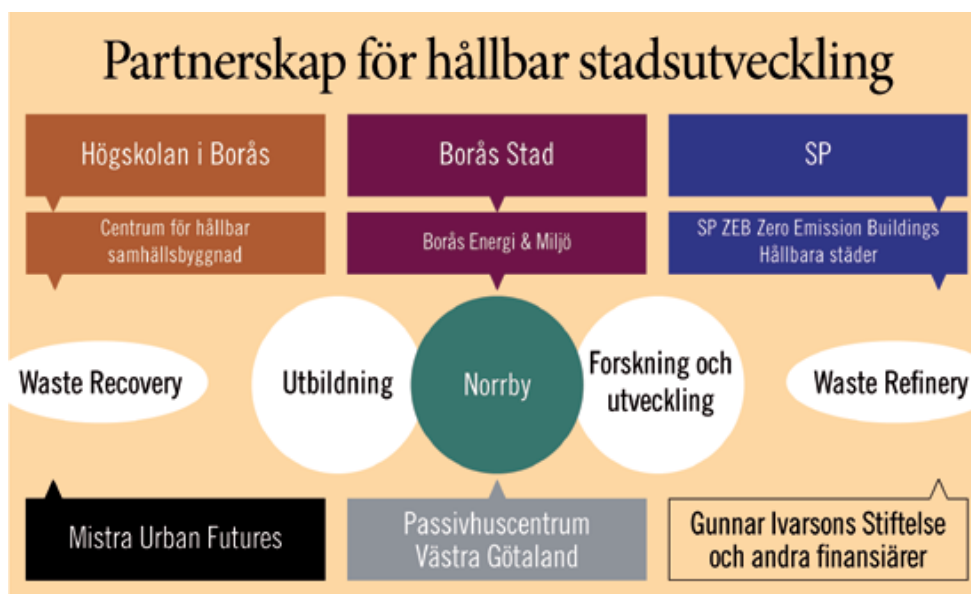 Partnerskap för hållbar stadsutveckling
Högskolan i Borås
Borås Stad
SP
Centrum för hållbar
samhällsbyggnad
Borås Energi & Miljö
SP ZEB Zero Emission Buildings
Hållbara städer
Waste Recovery
Utbildning
Norrby
Forskning och
utveckling
Waste Refinery
Mistra Urban Futures
Passivhuscentrum
Västra Götaland
Gunnar Ivarsons Stiftelse
och andra finansiärer